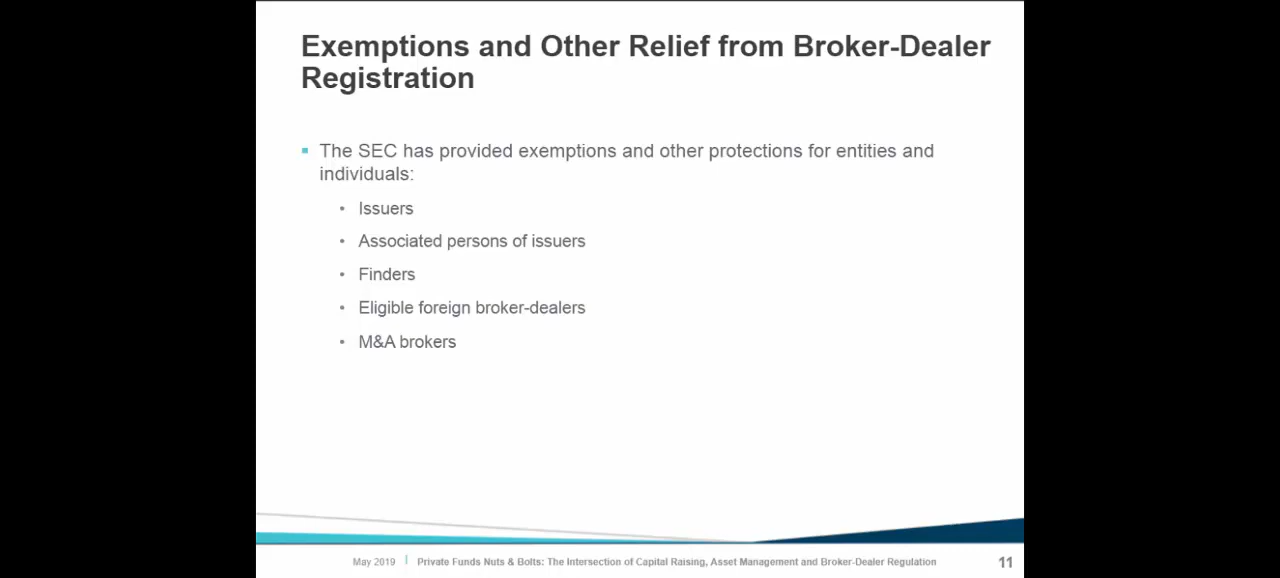 Exemptions and Other Relief from Broker-Dealer
Registration
The SEC has provided exemptions and other protections for entities and
individuals:
• Issuers
• Associated persons of issuers
• Finders
• Eligible foreign broker-dealers
• M&A brokers
May 2019 | Private Funds Nuts & Bolts: The Intersection of Capital Raising, Asset Management and Broker-Dealer Regulation 11